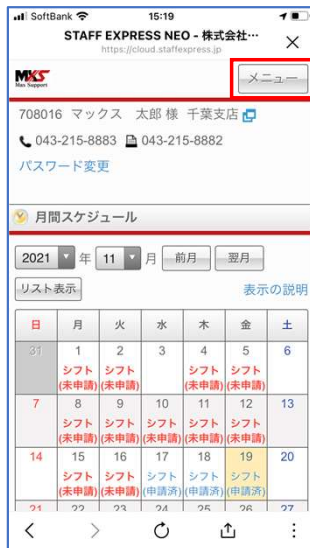 SoftBank 15:19
STAFF EXPRESS NEO - 株式会社…
https://cloud.staffexpress.jp
MXS メニュー
Max Support
708016 マックス 太郎 様 千葉支店
043-215-8883 043-215-8882
パスワード変更
月間スケジュール
2021 年 11 月 前月 翌月
リスト表示 表示の説明
日 月 火 水 木 金 土
31 1 2 3 4 5 6
シフト シフト シフト シフト
(未申請) (未申請) (未申請) (未申請)
7 8 9 10 11 12 13
シフト シフト シフト シフト シフト
(未申請) (未申請) (未申請) (未申請) (未申請)
14 15 16 17 18 19 20
シフト シフト シフト シフト シフト
(未申請) (未申請) (申請済) (申請済) (申請済)
21 22 23 24 25 26 27